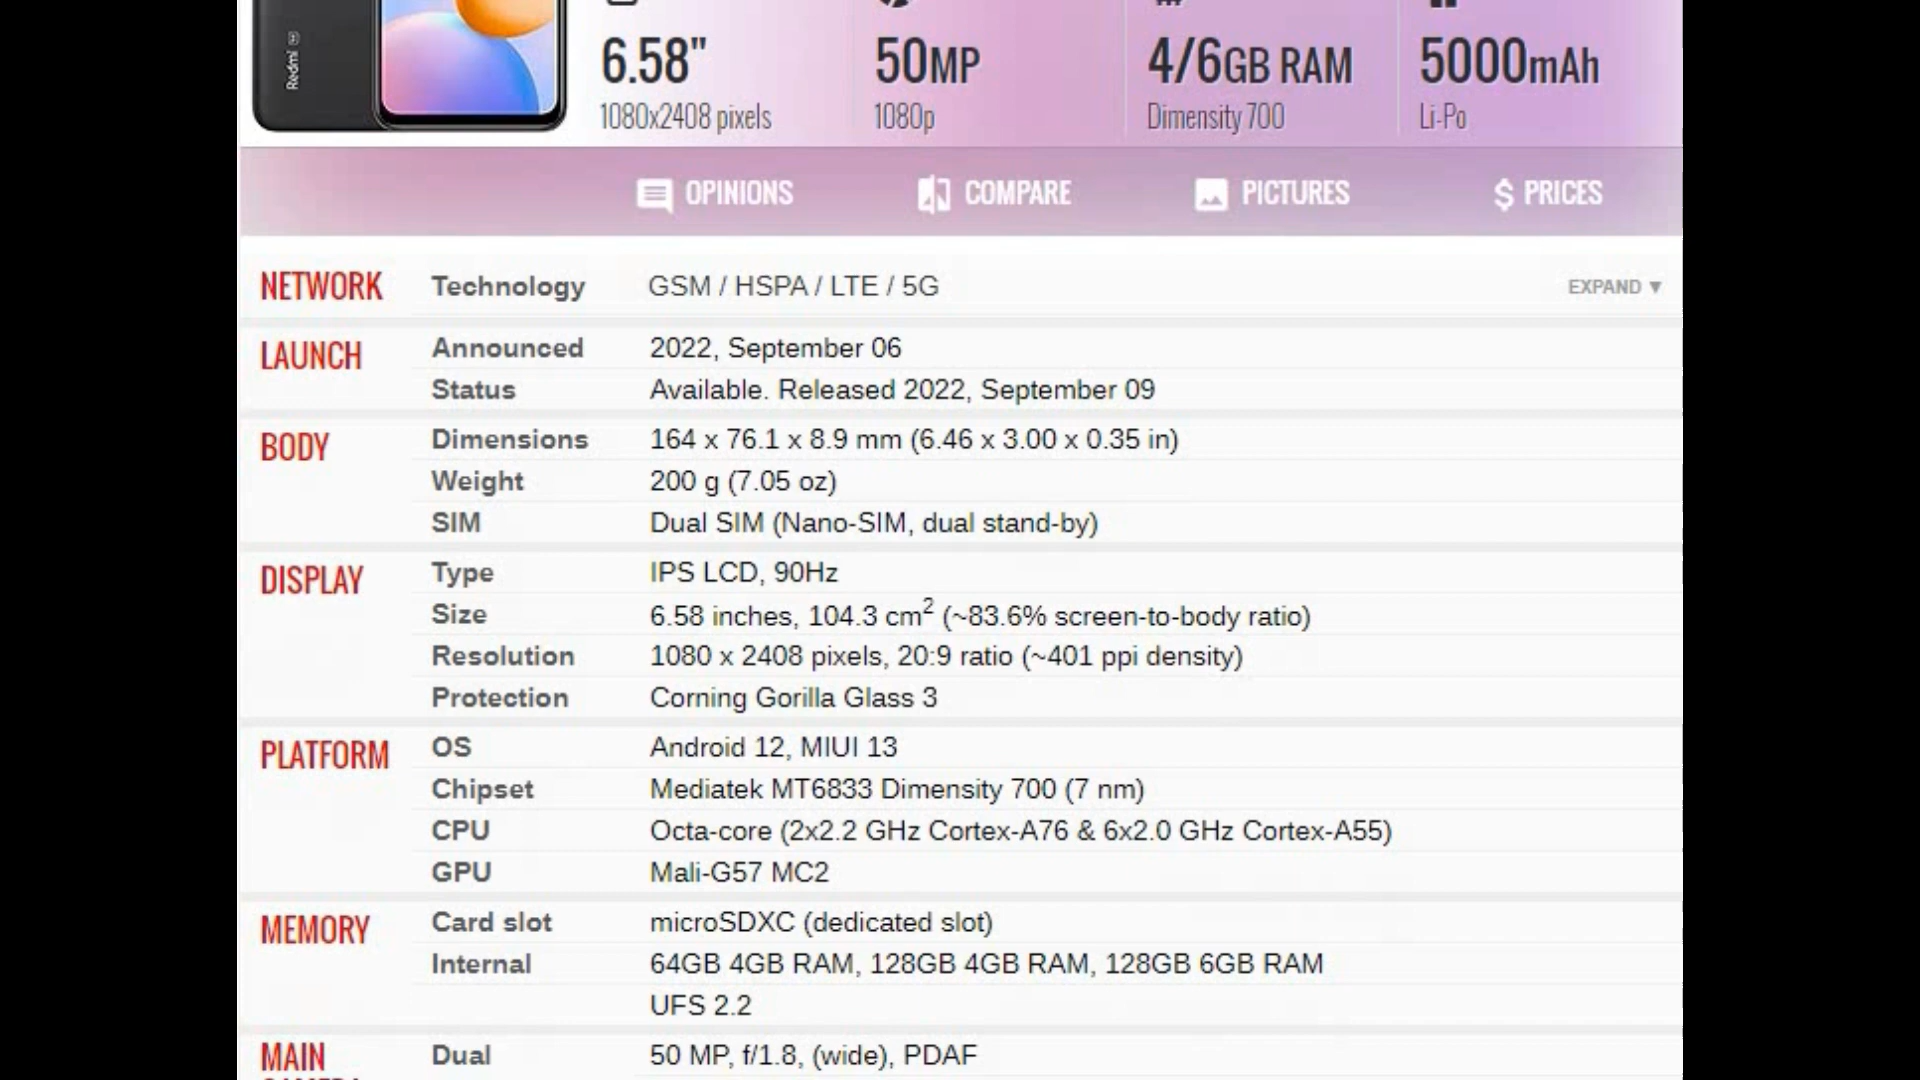 Redmi 5G
6.58" 50MP 4/6GB RAM 5000mAh
1080x2408 pixels 1080p Dimensity 700 Li-Po
OPINIONS COMPARE PICTURES $ PRICES
NETWORK Technology GSM / HSPA / LTE / 5G EXPAND ▼
LAUNCH Announced 2022, September 06
Status Available. Released 2022, September 09
BODY Dimensions 164 x 76.1 x 8.9 mm (6.46 x 3.00 x 0.35 in)
Weight 200 g (7.05 oz)
SIM Dual SIM (Nano-SIM, dual stand-by)
DISPLAY Type IPS LCD, 90Hz
Size 6.58 inches, 104.3 cm² (~83.6% screen-to-body ratio)
Resolution 1080 x 2408 pixels, 20:9 ratio (~401 ppi density)
Protection Corning Gorilla Glass 3
PLATFORM OS Android 12, MIUI 13
Chipset Mediatek MT6833 Dimensity 700 (7 nm)
CPU Octa-core (2x2.2 GHz Cortex-A76 & 6x2.0 GHz Cortex-A55)
GPU Mali-G57 MC2
MEMORY Card slot microSDXC (dedicated slot)
Internal 64GB 4GB RAM, 128GB 4GB RAM, 128GB 6GB RAM
UFS 2.2
MAIN Dual 50 MP, f/1.8, (wide), PDAF